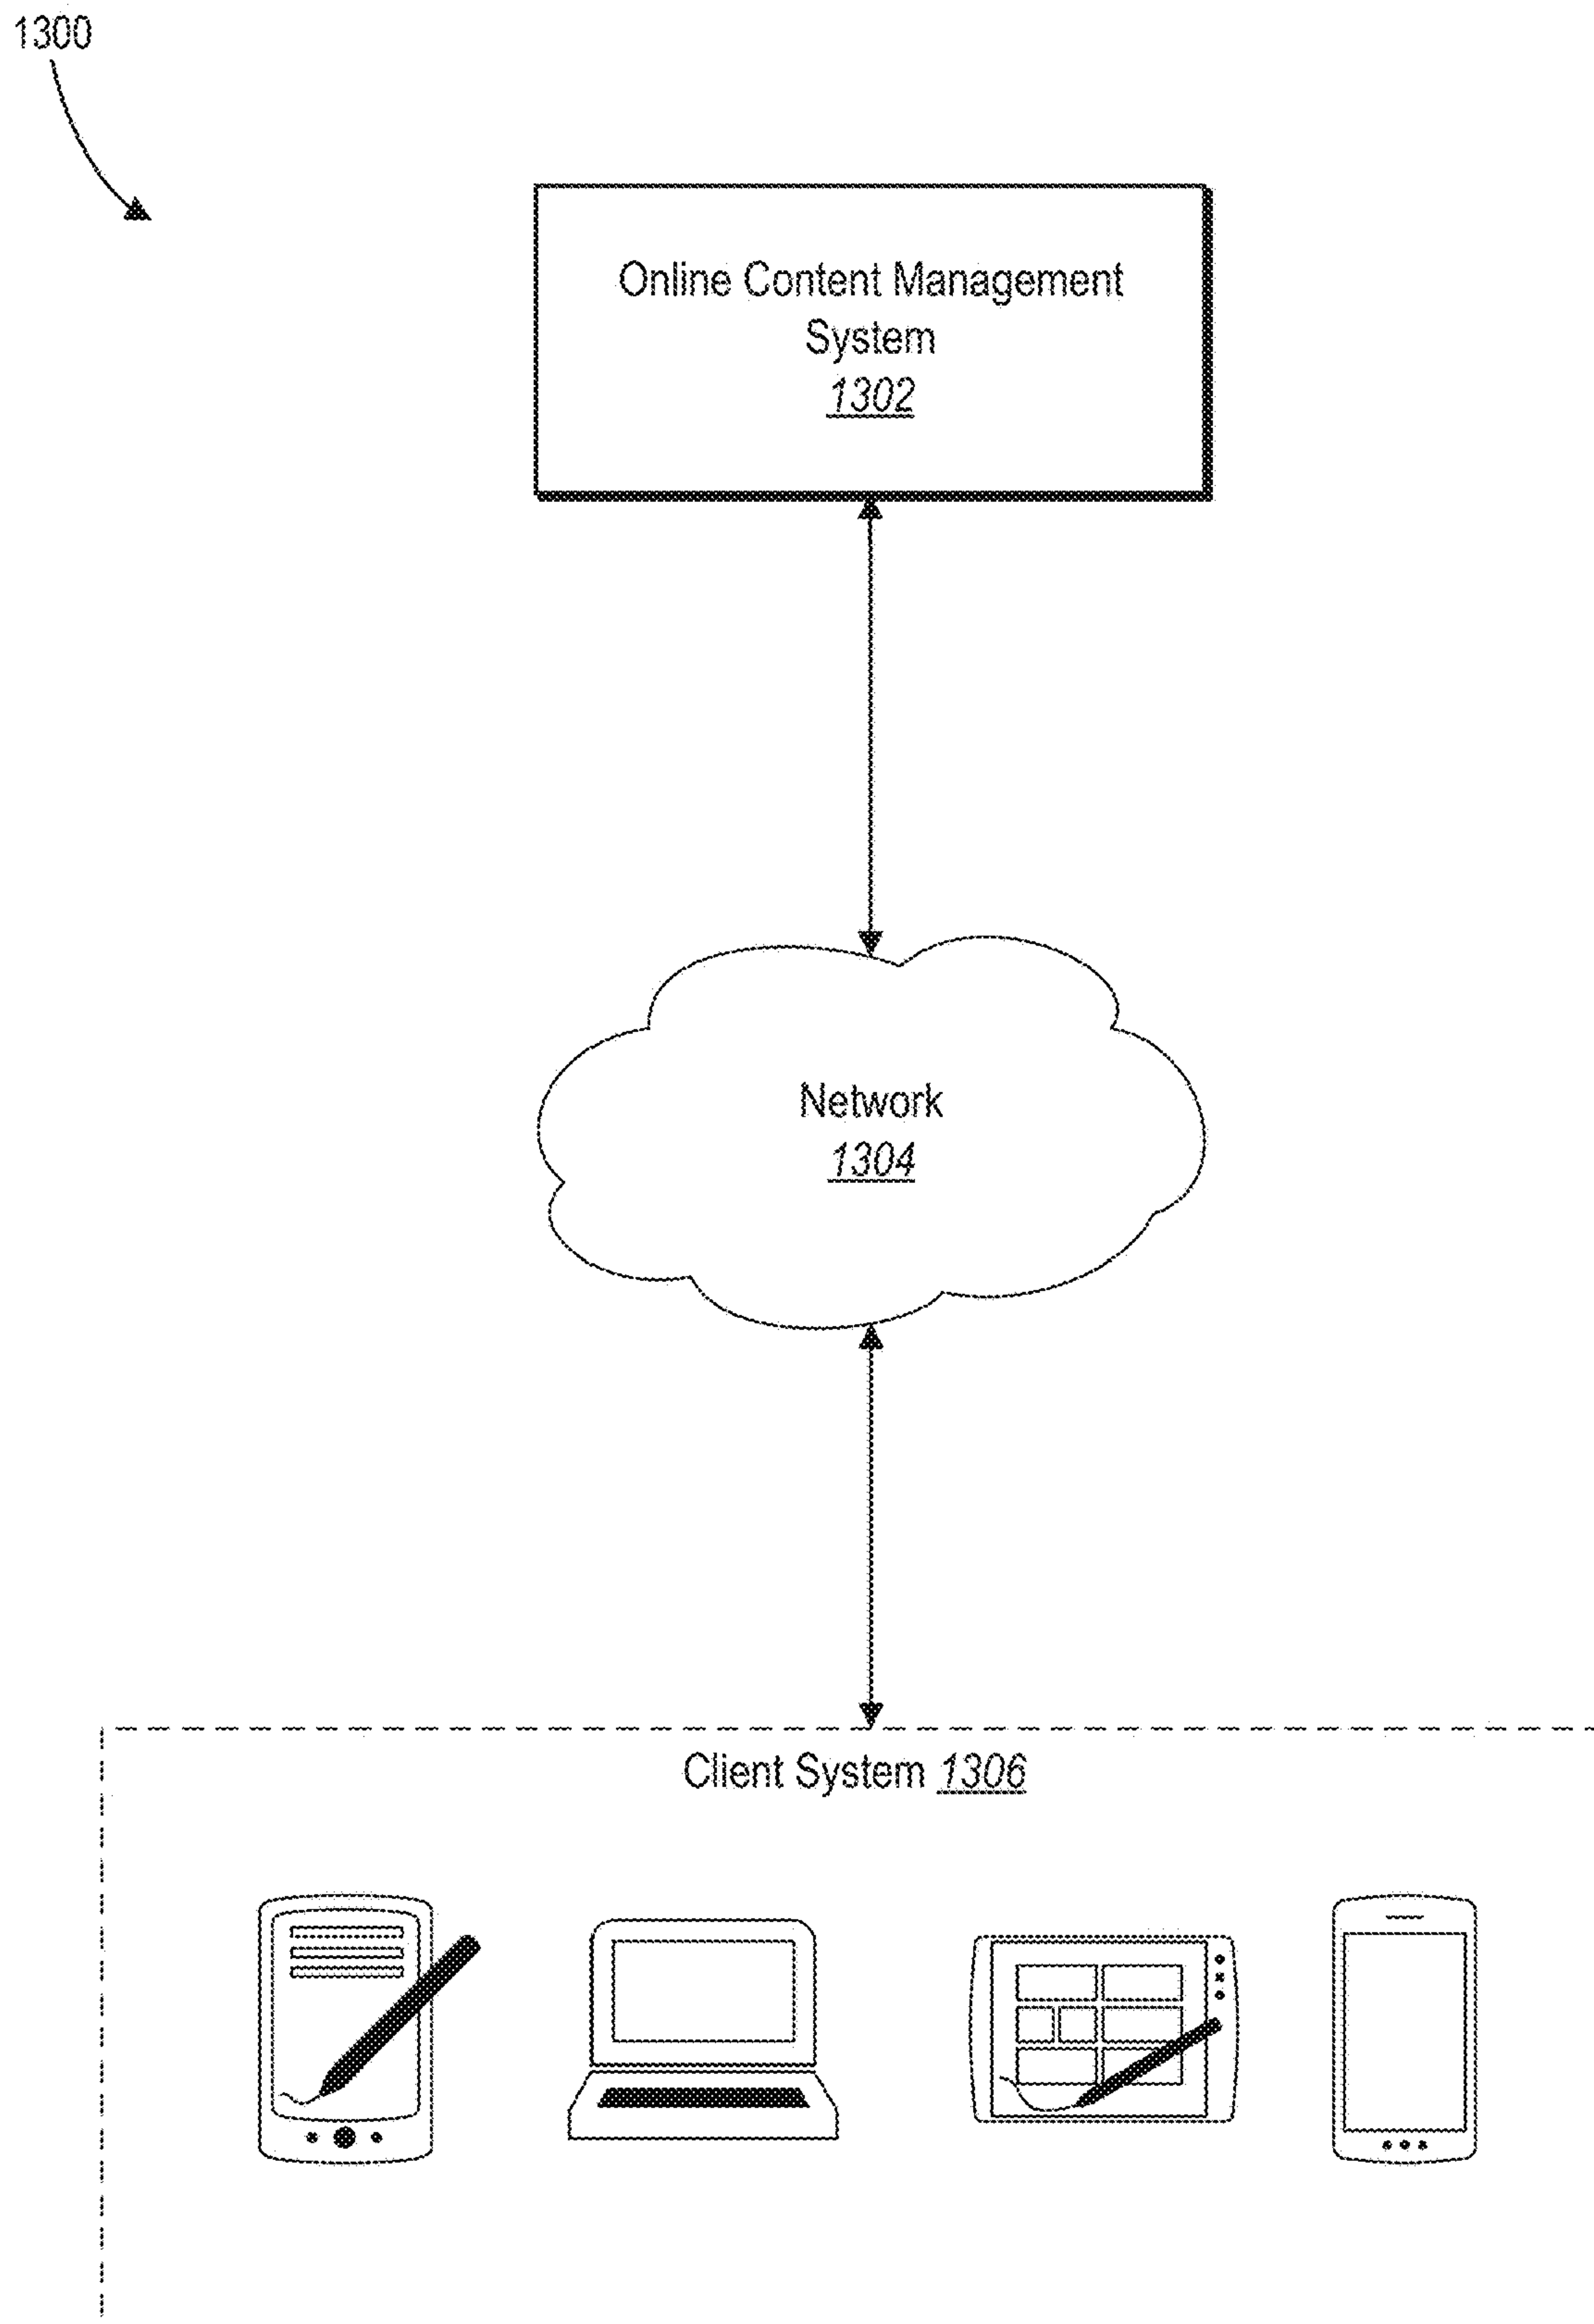 1300
Online Content Management
System
1302
Network
1304
Client System 1306